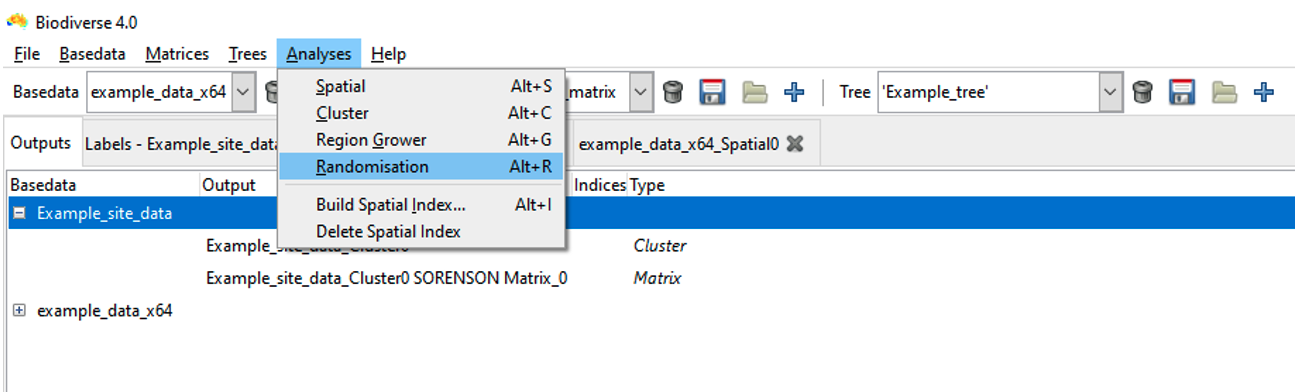 Biodiverse 4.0
File Basedata Matrices Trees Analyses Help
Basedata example_data_x64 _matrix Tree 'Example_tree'
Spatial Alt+S
Cluster Alt+C
Region Grower Alt+G
Randomisation Alt+R
Build Spatial Index... Alt+I
Delete Spatial Index
Outputs Labels - Example_site_data example_data_x64_Spatial0
Basedata Output Indices Type
Example_site_data
Example_site_data_Cluster0 Cluster
Example_site_data_Cluster0 SORENSON Matrix_0 Matrix
example_data_x64